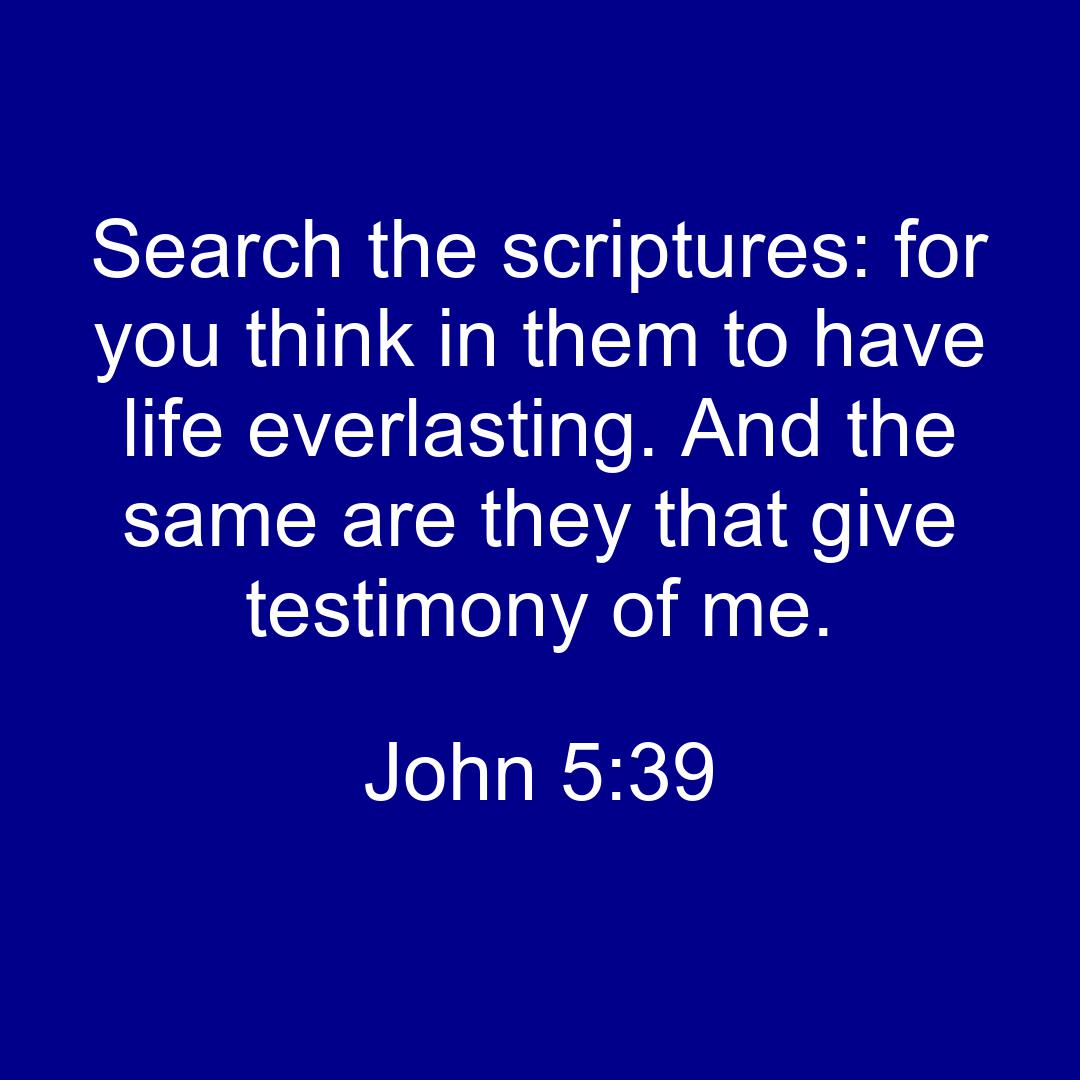 Search the scriptures: for
you think in them to have
life everlasting. And the
same are they that give
testimony of me.
John 5:39